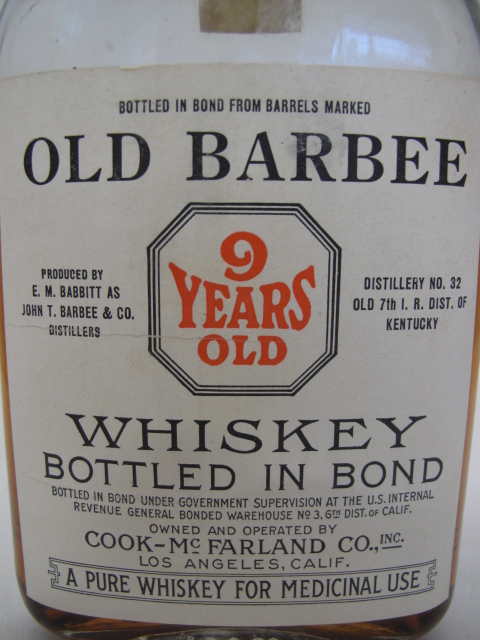 BOTTLED IN BOND FROM BARRELS MARKED
OLD BARBEE
9
YEARS
OLD
PRODUCED BY
E. M. BABBITT AS
JOHN T. BARBEE & CO.
DISTILLERS
DISTILLERY NO. 32
OLD 7th I. R. DIST. OF
KENTUCKY
WHISKEY
BOTTLED IN BOND
BOTTLED IN BOND UNDER GOVERNMENT SUPERVISION AT THE U.S. INTERNAL
REVENUE GENERAL BONDED WAREHOUSE Nº 3, 6TH DIST. OF CALIF.
OWNED AND OPERATED BY
COOK-Mc FARLAND CO., INC.
LOS ANGELES, CALIF.
A PURE WHISKEY FOR MEDICINAL USE